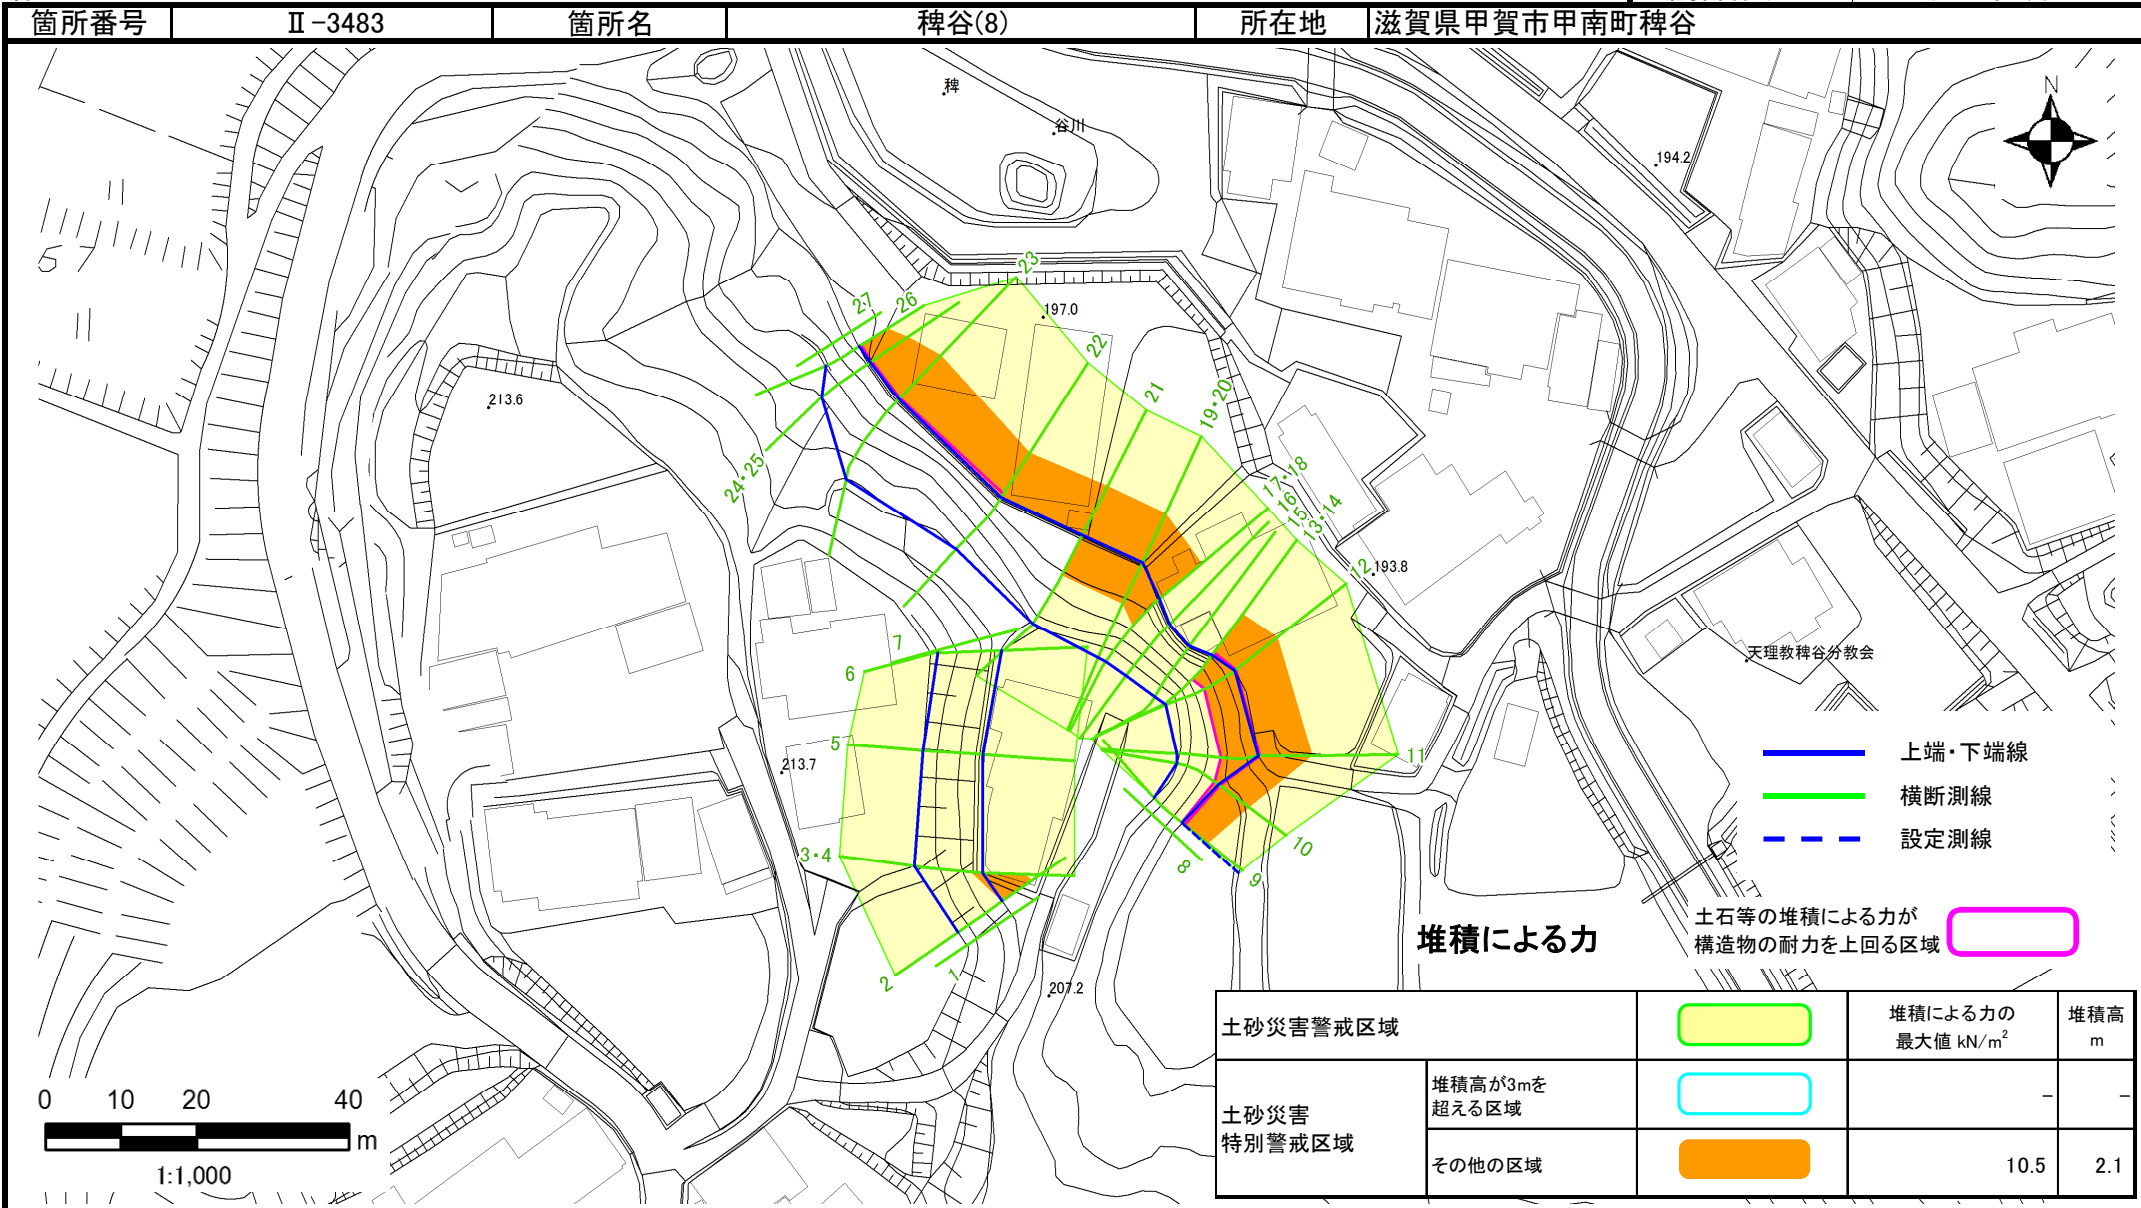 箇所番号 Ⅱ-3483 箇所名 稗谷(8) 所在地 滋賀県甲賀市甲南町稗谷
稗
谷川
N
194.2
23
27
26
197.0
22
21
19・20
213.6
24・25
17・18
16
15
13・14
12
193.8
7
6
天理教稗谷分教会
5
213.7
11
上端・下端線
横断測線
設定測線
3・4
10
8
9
2
1
207.2
堆積による力
土石等の堆積による力が
構造物の耐力を上回る区域
土砂災害警戒区域
堆積による力の
最大値 kN/m²
堆積高
m
土砂災害
特別警戒区域
堆積高が3mを
超える区域
- -
その他の区域
10.5 2.1
0 10 20 40
m
1:1,000